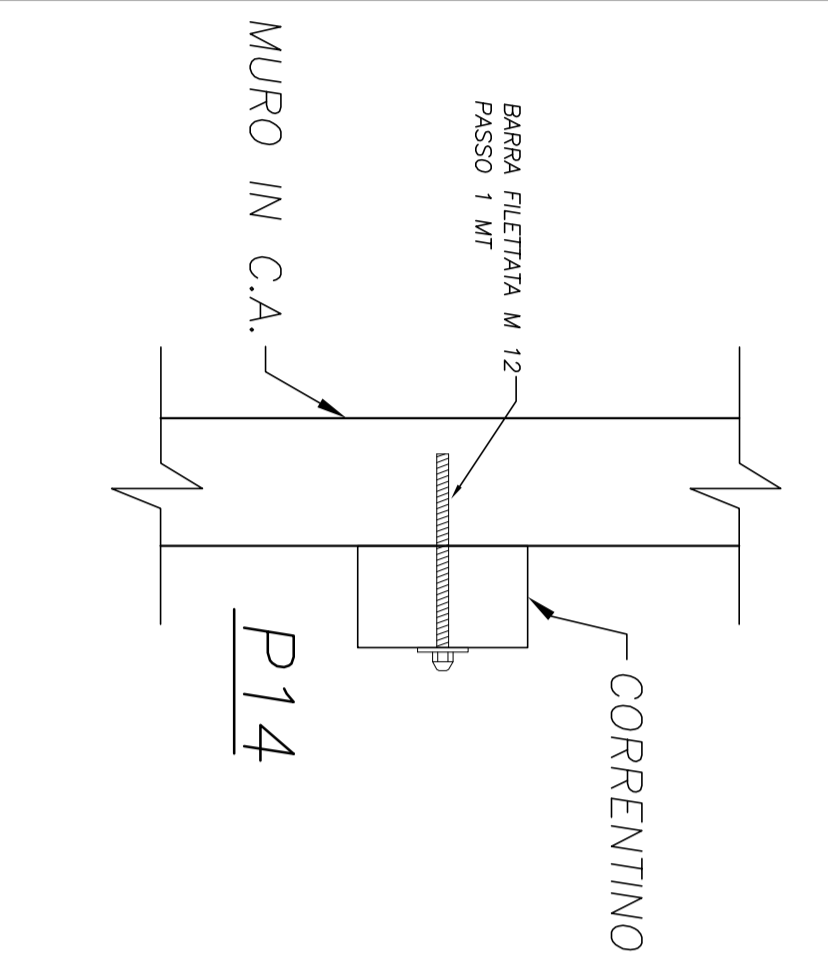 CORRENTINO
BARRA FILETTATA M 12
PASSO 1 MT
MURO IN C.A.
P14